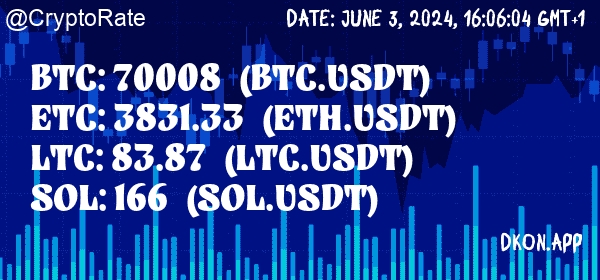 @CryptoRate
DATE: JUNE 3, 2024, 16:06:04 GMT+1
BTC: 70008 (BTC.USDT)
ETC: 3831.33 (ETH.USDT)
LTC: 83.87 (LTC.USDT)
SOL: 166 (SOL.USDT)
DKON.APP